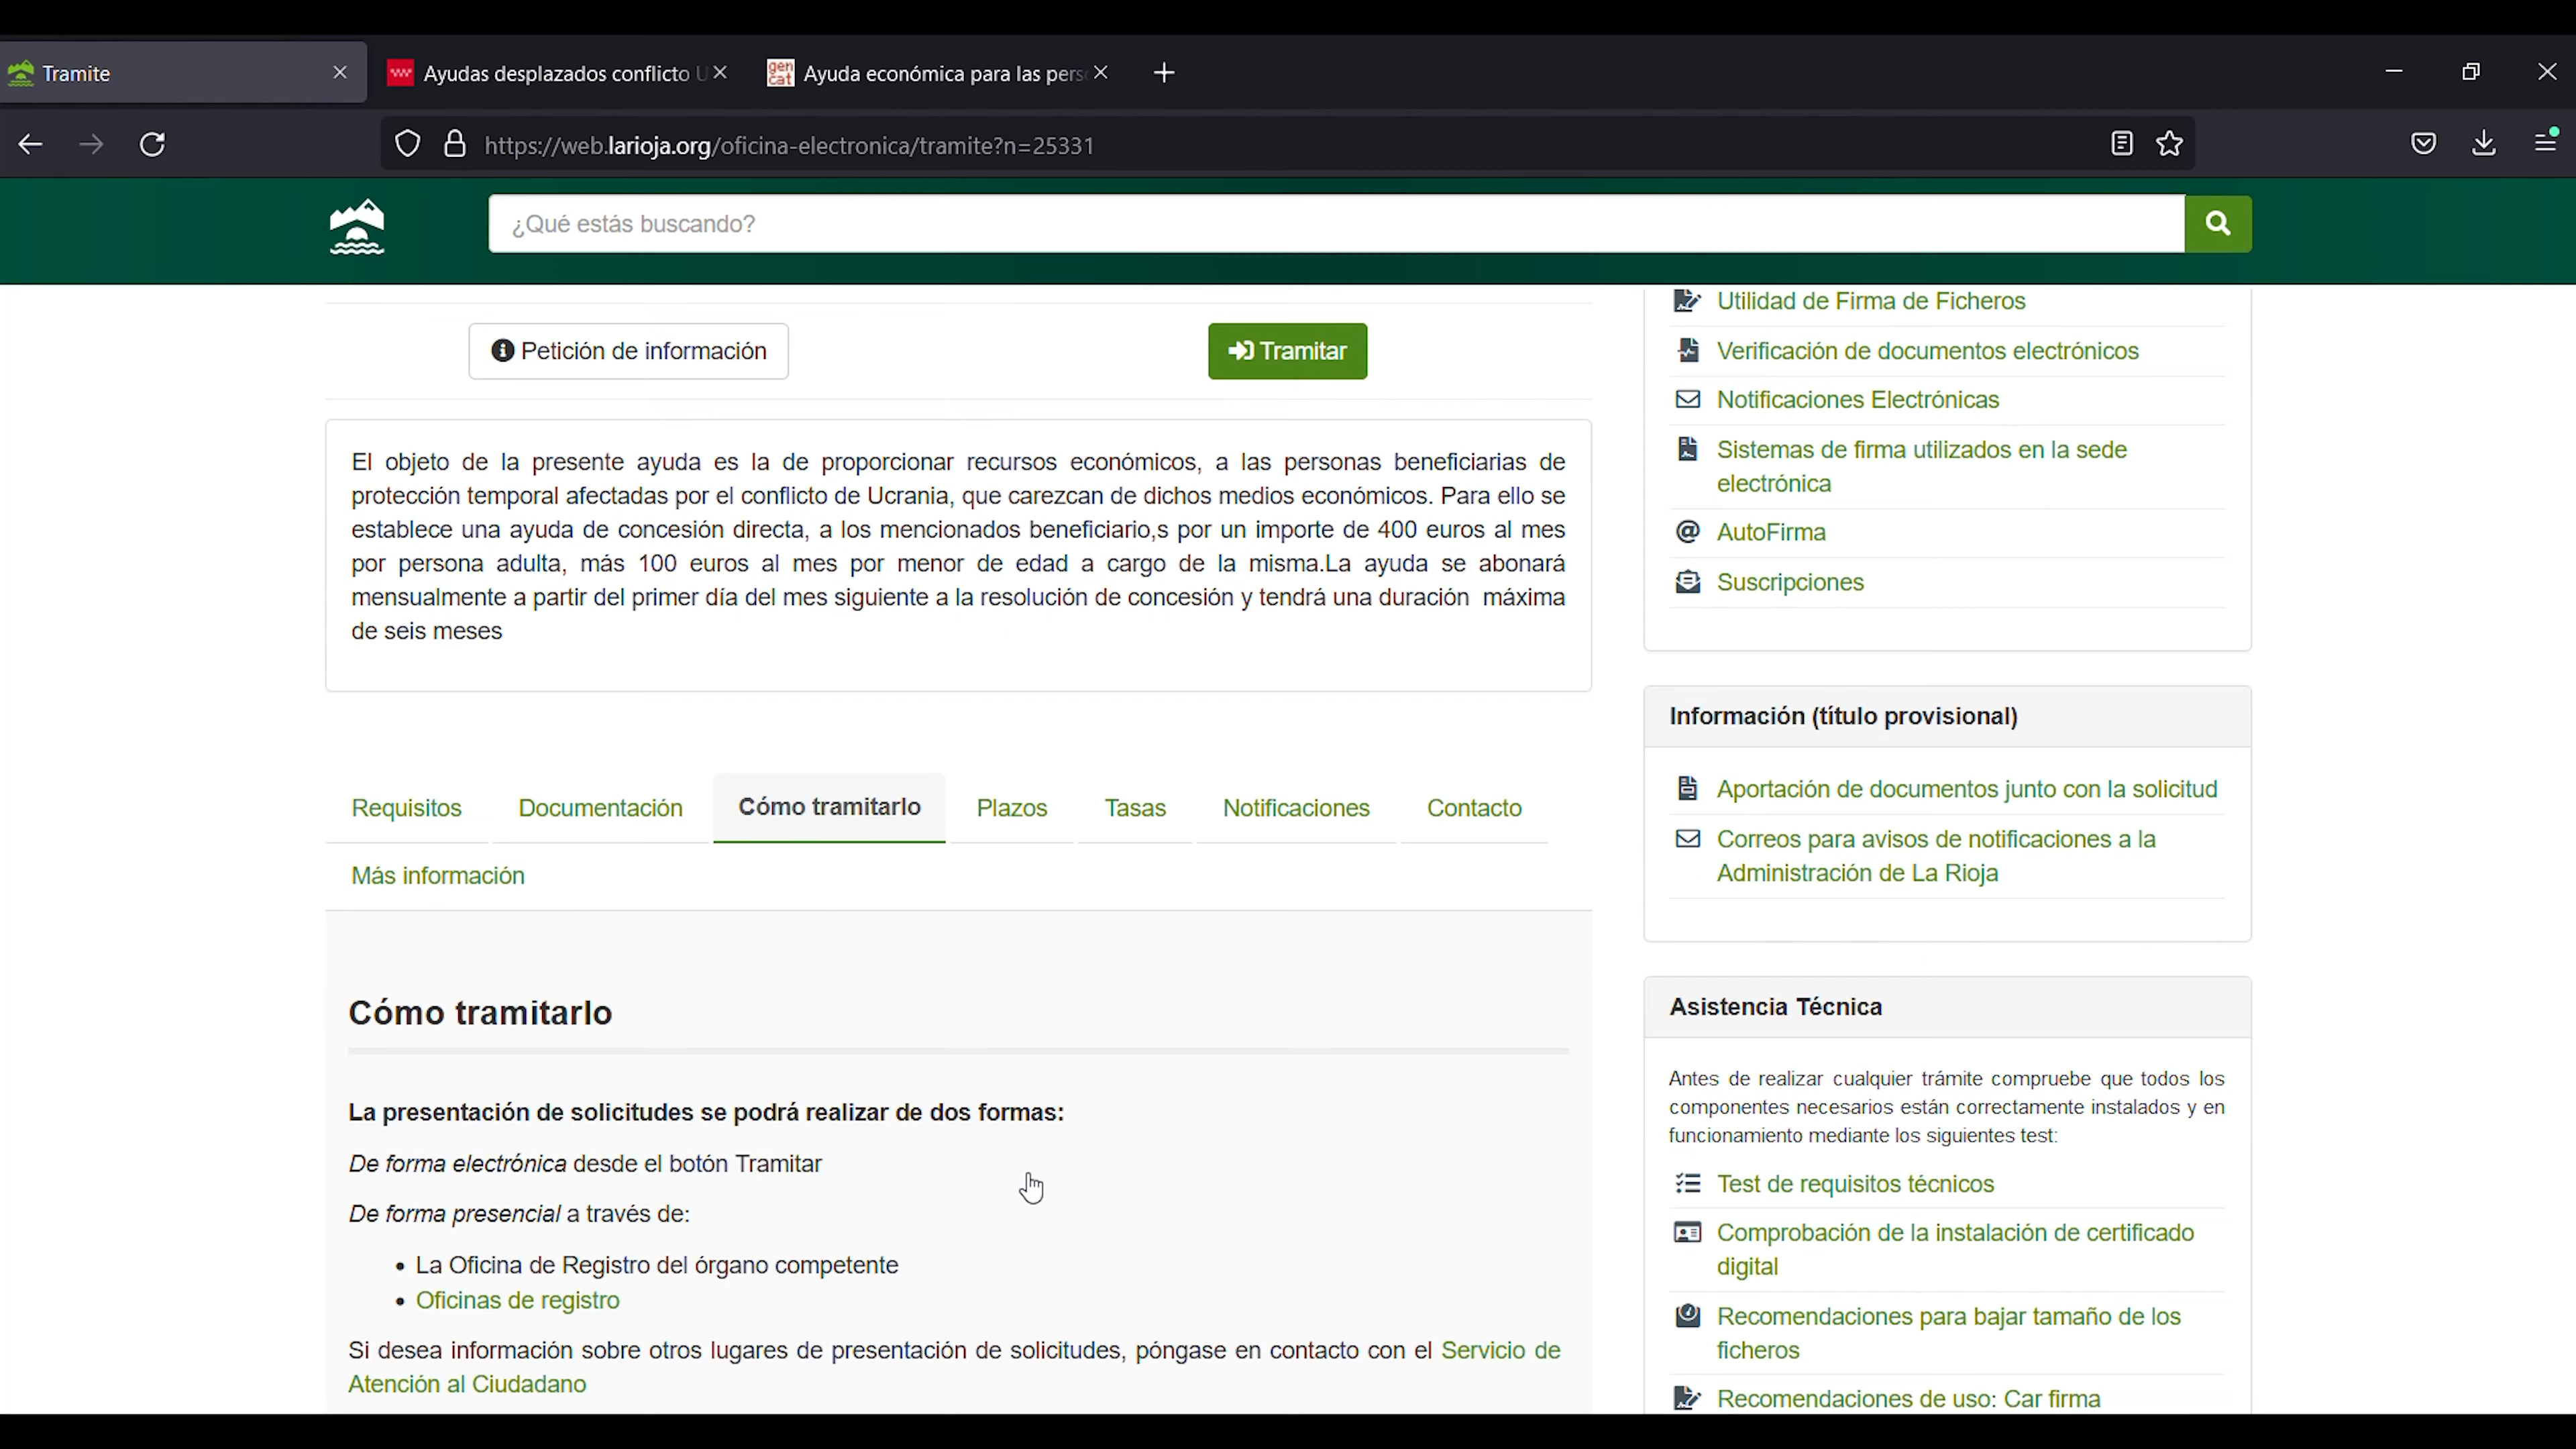 Tramite
Ayudas desplazados conflicto U
gen
cat
Ayuda económica para las perso
https://web.larioja.org/oficina-electronica/tramite?n=25331
¿Qué estás buscando?
Petición de información
Tramitar
El objeto de la presente ayuda es la de proporcionar recursos económicos, a las personas beneficiarias de
protección temporal afectadas por el conflicto de Ucrania, que carezcan de dichos medios económicos. Para ello se
establece una ayuda de concesión directa, a los mencionados beneficiario,s por un importe de 400 euros al mes
por persona adulta, más 100 euros al mes por menor de edad a cargo de la misma.La ayuda se abonará
mensualmente a partir del primer día del mes siguiente a la resolución de concesión y tendrá una duración máxima
de seis meses
Requisitos
Documentación
Cómo tramitarlo
Plazos
Tasas
Notificaciones
Contacto
Más información
Cómo tramitarlo
La presentación de solicitudes se podrá realizar de dos formas:
De forma electrónica desde el botón Tramitar
De forma presencial a través de:
• La Oficina de Registro del órgano competente
• Oficinas de registro
Si desea información sobre otros lugares de presentación de solicitudes, póngase en contacto con el Servicio de
Atención al Ciudadano
Utilidad de Firma de Ficheros
Verificación de documentos electrónicos
Notificaciones Electrónicas
Sistemas de firma utilizados en la sede
electrónica
AutoFirma
Suscripciones
Información (título provisional)
Aportación de documentos junto con la solicitud
Correos para avisos de notificaciones a la
Administración de La Rioja
Asistencia Técnica
Antes de realizar cualquier trámite compruebe que todos los
componentes necesarios están correctamente instalados y en
funcionamiento mediante los siguientes test:
Test de requisitos técnicos
Comprobación de la instalación de certificado
digital
Recomendaciones para bajar tamaño de los
ficheros
Recomendaciones de uso: Car firma